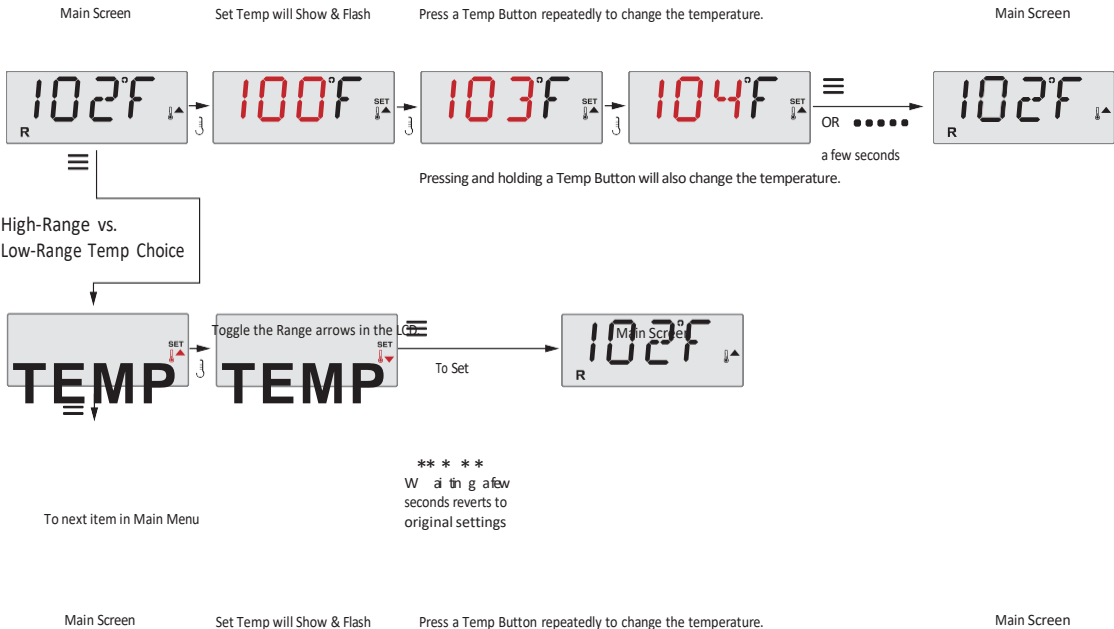 Main Screen
Set Temp will Show & Flash
Press a Temp Button repeatedly to change the temperature.
Main Screen
102°F
R
100°F
SET
103°F
SET
104°F
SET
OR
a few seconds
102°F
R
Pressing and holding a Temp Button will also change the temperature.
High-Range vs.
Low-Range Temp Choice
SET
TEMP
Toggle the Range arrows in the LCD.
SET
TEMP
To Set
Main Screen
102°F
R
** * * *
W ai tin g afew
seconds reverts to
original settings
To next item in Main Menu
Main Screen
Set Temp will Show & Flash
Press a Temp Button repeatedly to change the temperature.
Main Screen